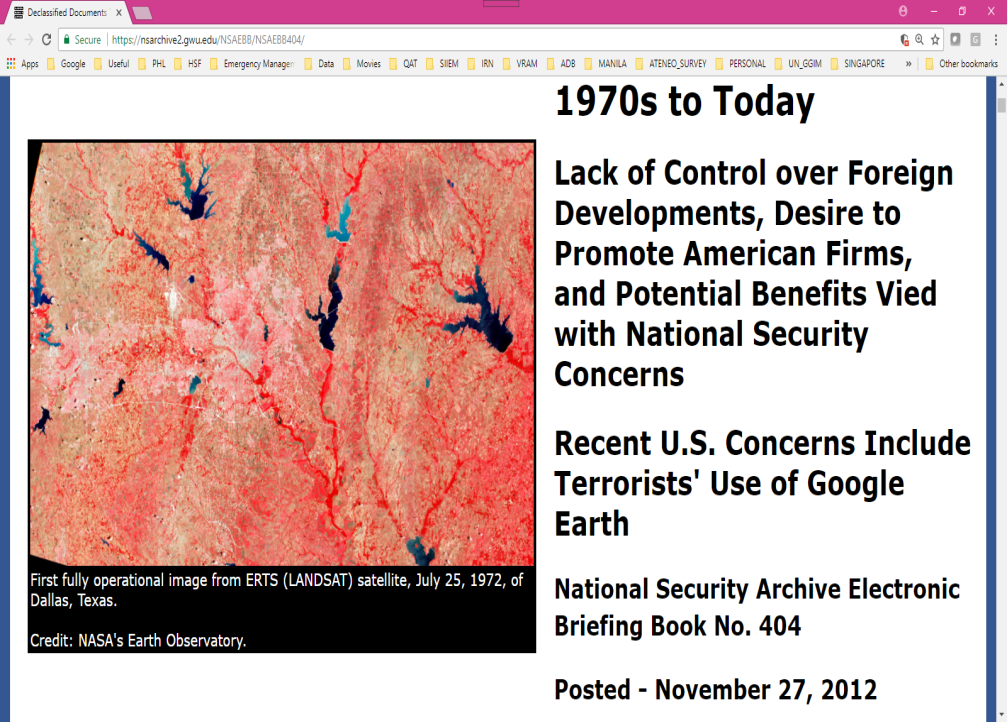 Declassified Documents
Secure https://nsarchive2.gwu.edu/NSAEBB/NSAEBB404/
Apps Google Useful PHL HSF Emergency Manager Data Movies QAT SIIEM IRN VRAM ADB MANILA ATENEO_SURVEY PERSONAL UN_GGIM SINGAPORE » Other bookmarks
1970s to Today
Lack of Control over Foreign
Developments, Desire to
Promote American Firms,
and Potential Benefits Vied
with National Security
Concerns
Recent U.S. Concerns Include
Terrorists' Use of Google
Earth
National Security Archive Electronic
Briefing Book No. 404
Posted - November 27, 2012
First fully operational image from ERTS (LANDSAT) satellite, July 25, 1972, of
Dallas, Texas.
Credit: NASA's Earth Observatory.